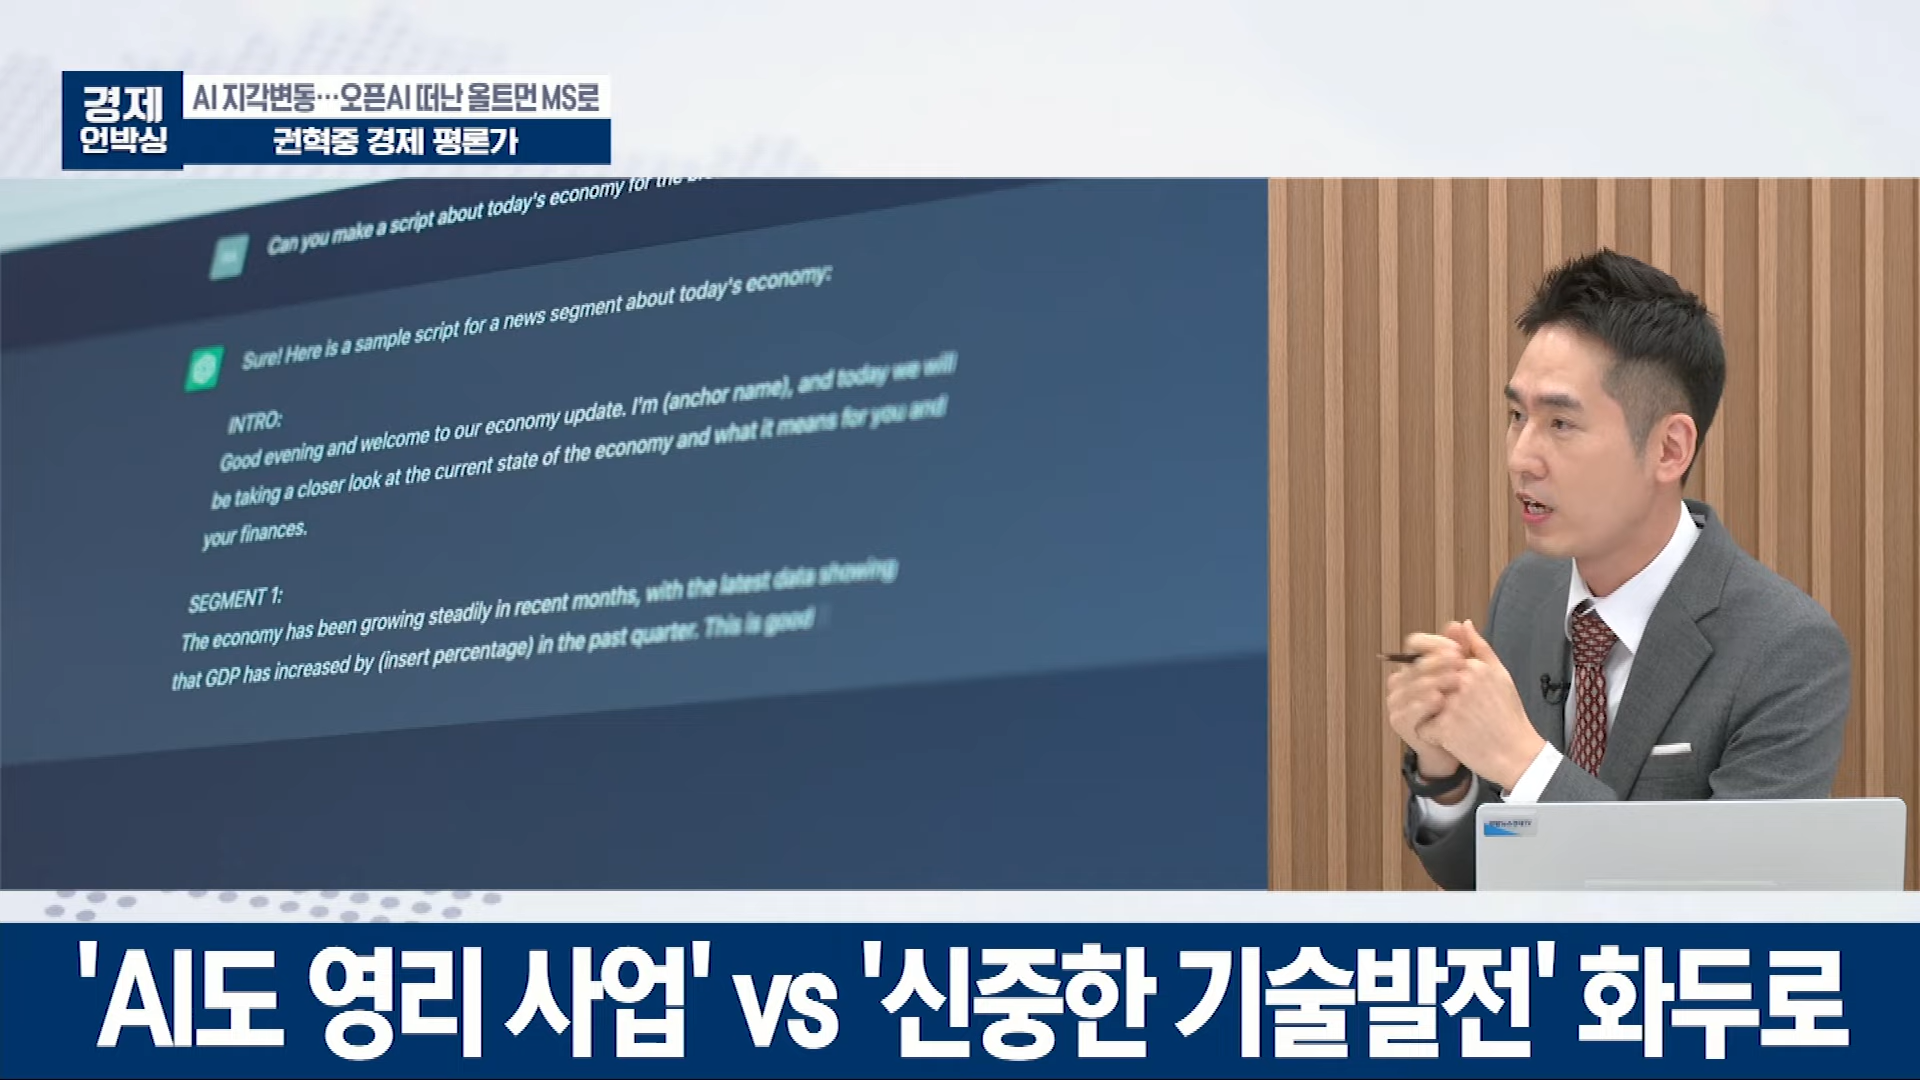 경제
언박싱
AI 지각변동…오픈AI 떠난 올트먼 MS로
권혁중 경제 평론가
Can you make a script about today's economy for the
Sure! Here is a sample script for a news segment about today's economy:
INTRO:
Good evening and welcome to our economy update. I'm (anchor name), and today we will
be taking a closer look at the current state of the economy and what it means for you and
your finances.
SEGMENT 1:
The economy has been growing steadily in recent months, with the latest data showing
that GDP has increased by (insert percentage) in the past quarter. This is good
'AI도 영리 사업' vs '신중한 기술발전' 화두로